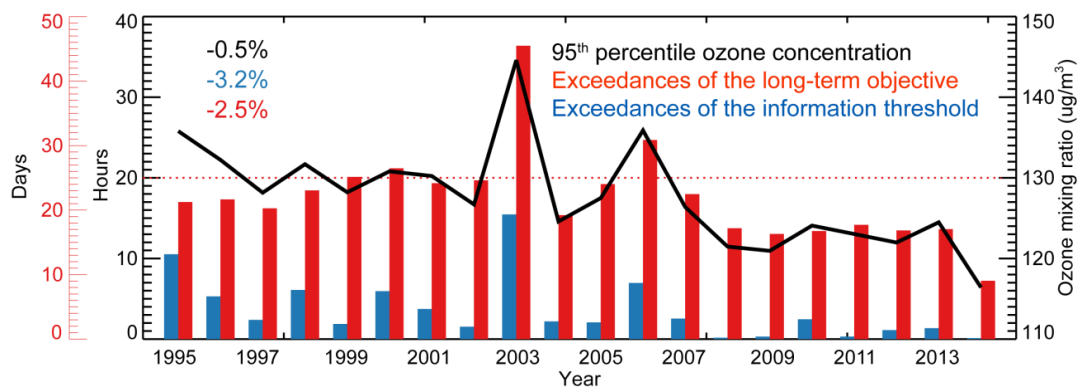 50 40 150
-0.5% 95th percentile ozone concentration
-3.2% Exceedances of the long-term objective
-2.5% Exceedances of the information threshold
40
30 140
30
Days Hours 20 130 Ozone mixing ratio (ug/m3)
20
10 120
10
0 0 110
1995 1997 1999 2001 2003 2005 2007 2009 2011 2013
Year